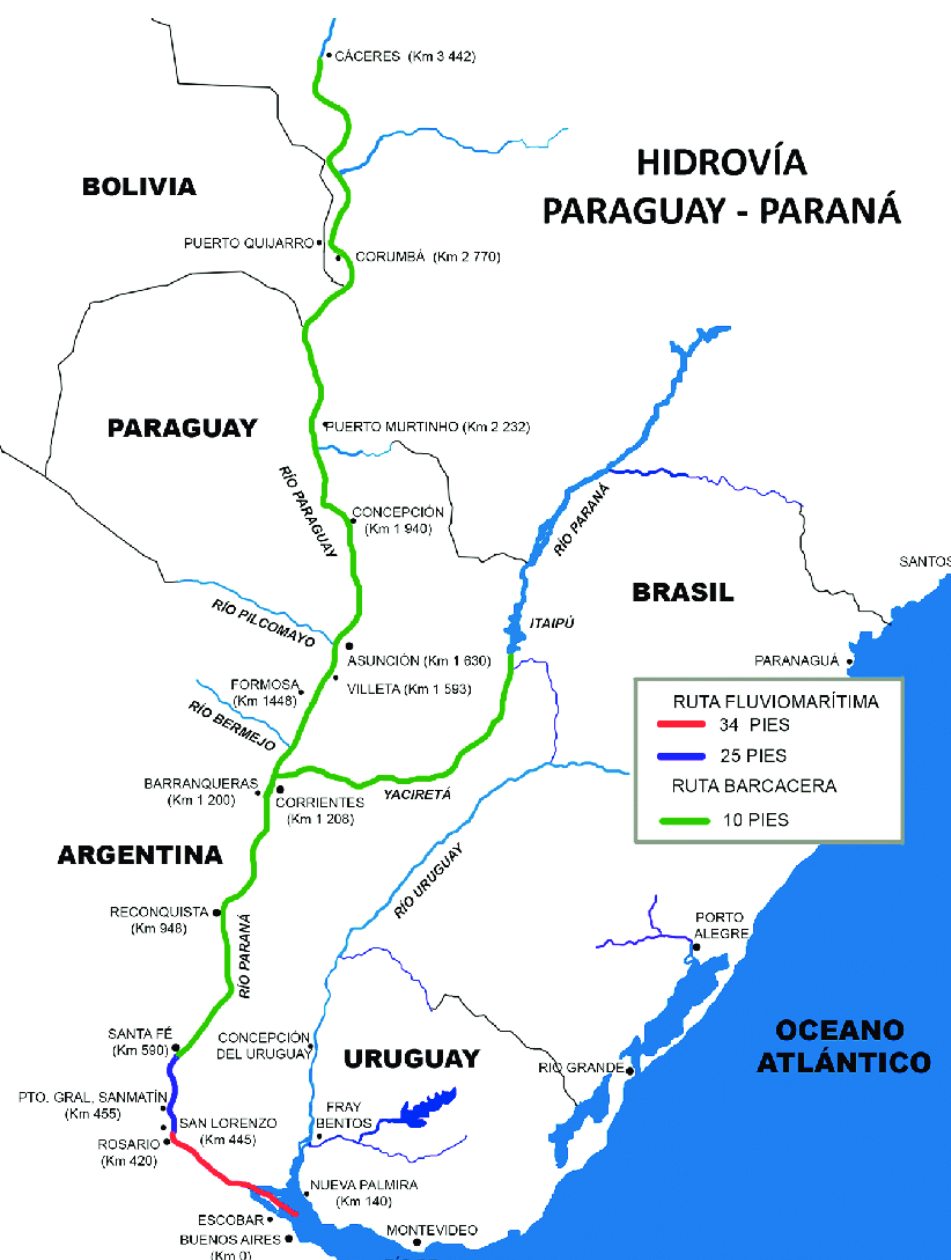 CÁCERES (Km 3 442)
HIDROVÍA
PARAGUAY - PARANÁ
BOLIVIA
PUERTO QUIJARRO
CORUMBÁ (Km 2 770)
PARAGUAY
PUERTO MURTINHO (Km 2 232)
RÍO PARAGUAY
CONCEPCIÓN
(Km 1 940)
RÍO PARANÁ
SANTOS
BRASIL
RÍO PILCOMAYO
ITAIPÚ
ASUNCIÓN (Km 1 630)
PARANAGUÁ
FORMOSA
(Km 1448)
VILLETA (Km 1 593)
RÍO BERMEJO
RUTA FLUVIOMARÍTIMA
34 PIES
25 PIES
RUTA BARCACERA
10 PIES
BARRANQUERAS
(Km 1 200)
YACIRETÁ
CORRIENTES
(Km 1 208)
ARGENTINA
RÍO URUGUAY
RECONQUISTA
(Km 948)
RÍO PARANÁ
PORTO
ALEGRE
SANTA FÉ
(Km 590)
CONCEPCIÓN
DEL URUGUAY
URUGUAY
OCEANO
ATLÁNTICO
RIO GRANDE
PTO. GRAL, SANMATÍN
(Km 455)
SAN LORENZO
(Km 445)
FRAY
BENTOS
ROSARIO
(Km 420)
NUEVA PALMIRA
(Km 140)
ESCOBAR
MONTEVIDEO
BUENOS AIRES
(Km 0)